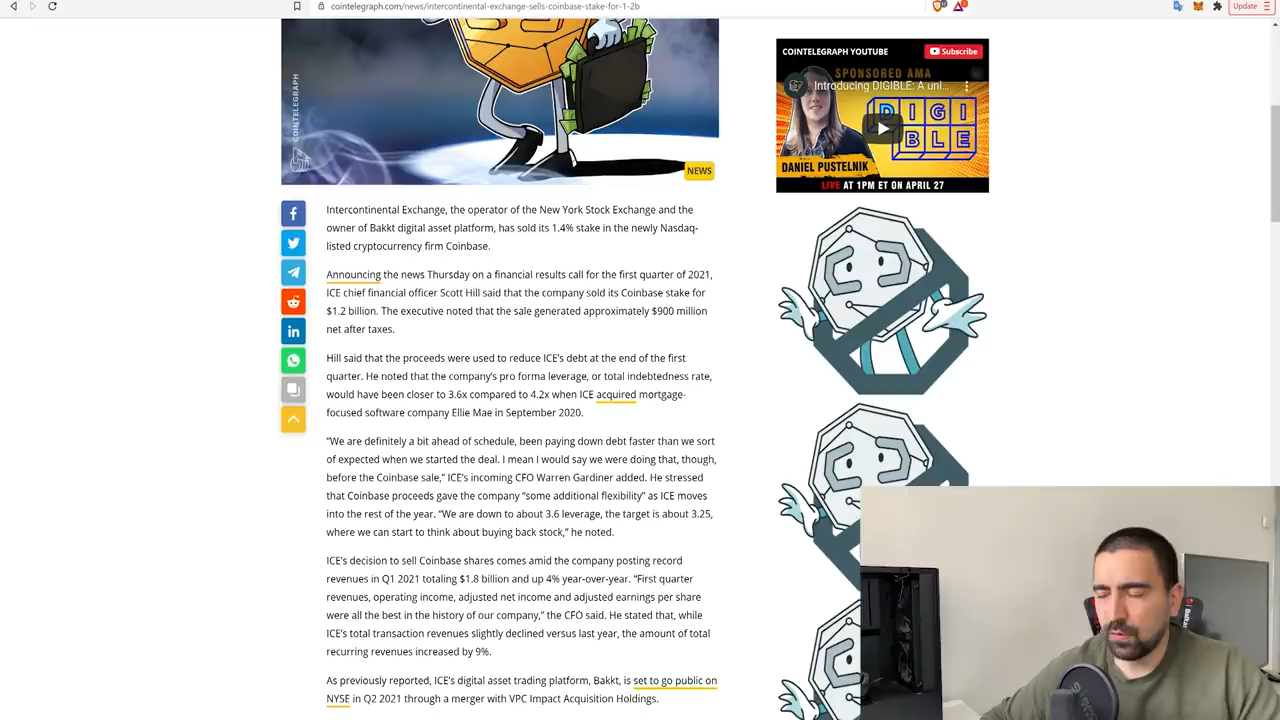 cointelegraph.com/news/intercontinental-exchange-sells-coinbase-stake-for-1-2b
Update
COINTELEGRAPH
NEWS
COINTELEGRAPH YOUTUBE
Subscribe
SPONSORED AMA
Introducing DIGIBLE: A uni...
DIGI
BLE
DANIEL PUSTELNIK
LIVE AT 1PM ET ON APRIL 27
Intercontinental Exchange, the operator of the New York Stock Exchange and the
owner of Bakkt digital asset platform, has sold its 1.4% stake in the newly Nasdaq-
listed cryptocurrency firm Coinbase.
Announcing the news Thursday on a financial results call for the first quarter of 2021,
ICE chief financial officer Scott Hill said that the company sold its Coinbase stake for
$1.2 billion. The executive noted that the sale generated approximately $900 million
net after taxes.
Hill said that the proceeds were used to reduce ICE's debt at the end of the first
quarter. He noted that the company's pro forma leverage, or total indebtedness rate,
would have been closer to 3.6x compared to 4.2x when ICE acquired mortgage-
focused software company Ellie Mae in September 2020.
"We are definitely a bit ahead of schedule, been paying down debt faster than we sort
of expected when we started the deal. I mean I would say we were doing that, though,
before the Coinbase sale," ICE's incoming CFO Warren Gardiner added. He stressed
that Coinbase proceeds gave the company "some additional flexibility" as ICE moves
into the rest of the year. "We are down to about 3.6 leverage, the target is about 3.25,
where we can start to think about buying back stock," he noted.
ICE's decision to sell Coinbase shares comes amid the company posting record
revenues in Q1 2021 totaling $1.8 billion and up 4% year-over-year. "First quarter
revenues, operating income, adjusted net income and adjusted earnings per share
were all the best in the history of our company," the CFO said. He stated that, while
ICE's total transaction revenues slightly declined versus last year, the amount of total
recurring revenues increased by 9%.
As previously reported, ICE's digital asset trading platform, Bakkt, is set to go public on
NYSE in Q2 2021 through a merger with VPC Impact Acquisition Holdings.